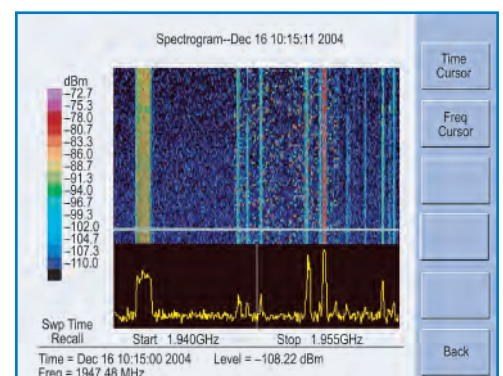 Spectrogram--Dec 16 10:15:11 2004
dBm
–72.7
–75.3
–78.0
–80.7
–83.3
–86.0
–88.7
–91.3
–94.0
–96.7
–99.3
–102.0
–104.7
–107.3
–110.0
Swp Time
Recall
Start 1.940GHz Stop 1.955GHz
Time = Dec 16 10:15:00 2004 Level = –108.22 dBm
Freq = 1947.48 MHz
Time
Cursor
Freq
Cursor
Back